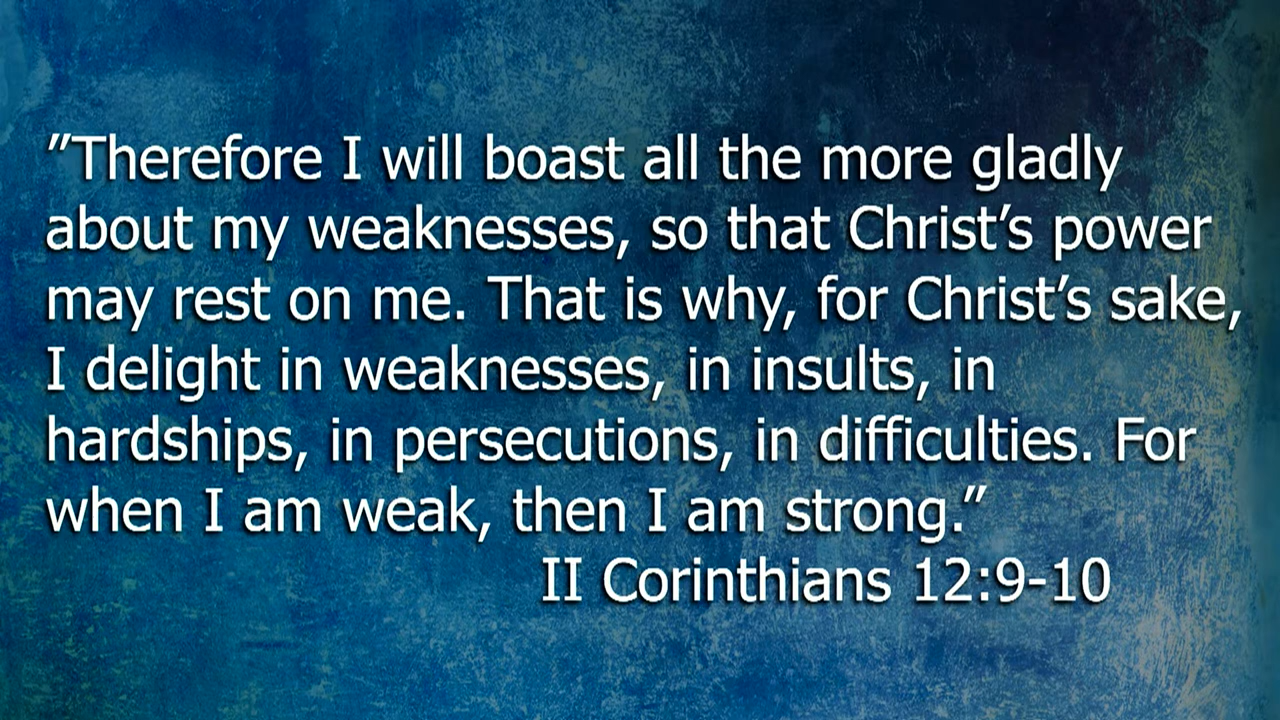 ”Therefore I will boast all the more gladly
about my weaknesses, so that Christ’s power
may rest on me. That is why, for Christ’s sake,
I delight in weaknesses, in insults, in
hardships, in persecutions, in difficulties. For
when I am weak, then I am strong.”
II Corinthians 12:9-10